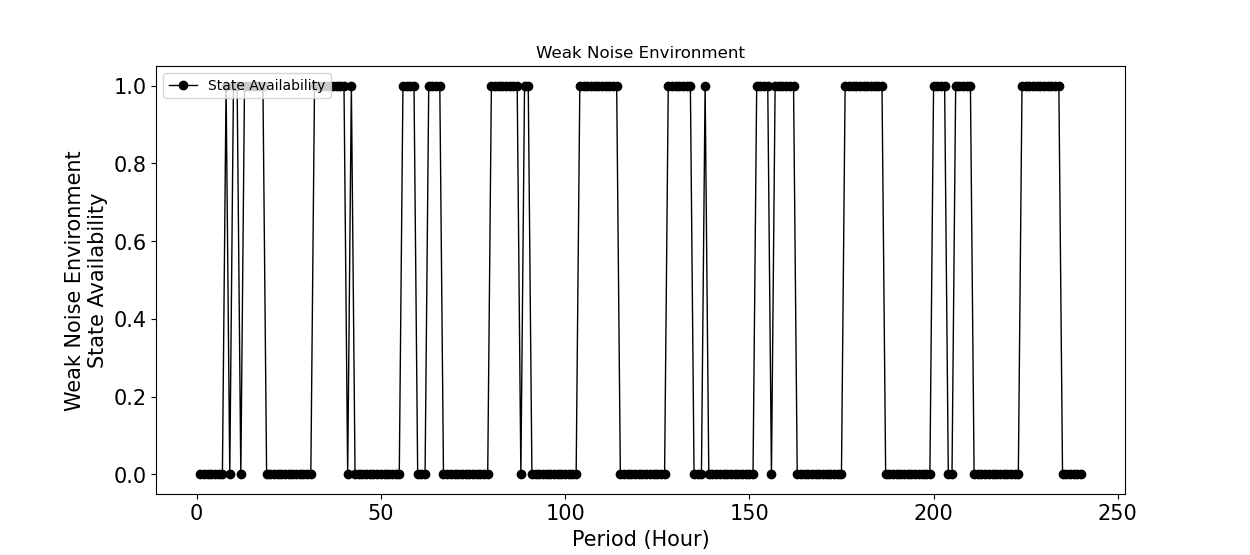 Weak Noise Environment
State Availability
Weak Noise Environment
State Availability
1.0
0.8
0.6
0.4
0.2
0.0
0
50
100
150
200
250
Period (Hour)